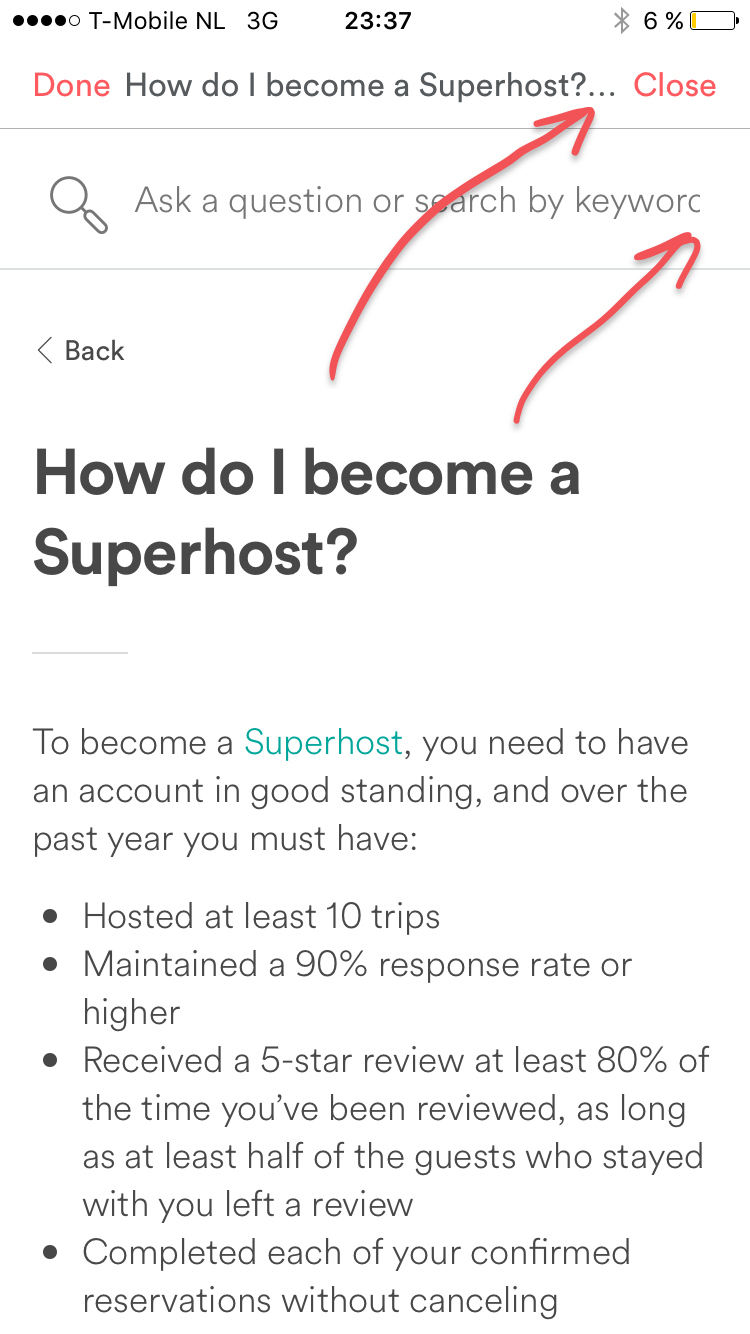 T-Mobile NL 3G 23:37 6 %
Done How do I become a Superhost?... Close
Ask a question or search by keyworc
Back
How do I become a
Superhost?
To become a Superhost, you need to have
an account in good standing, and over the
past year you must have:
• Hosted at least 10 trips
• Maintained a 90% response rate or
higher
• Received a 5-star review at least 80% of
the time you’ve been reviewed, as long
as at least half of the guests who stayed
with you left a review
• Completed each of your confirmed
reservations without canceling